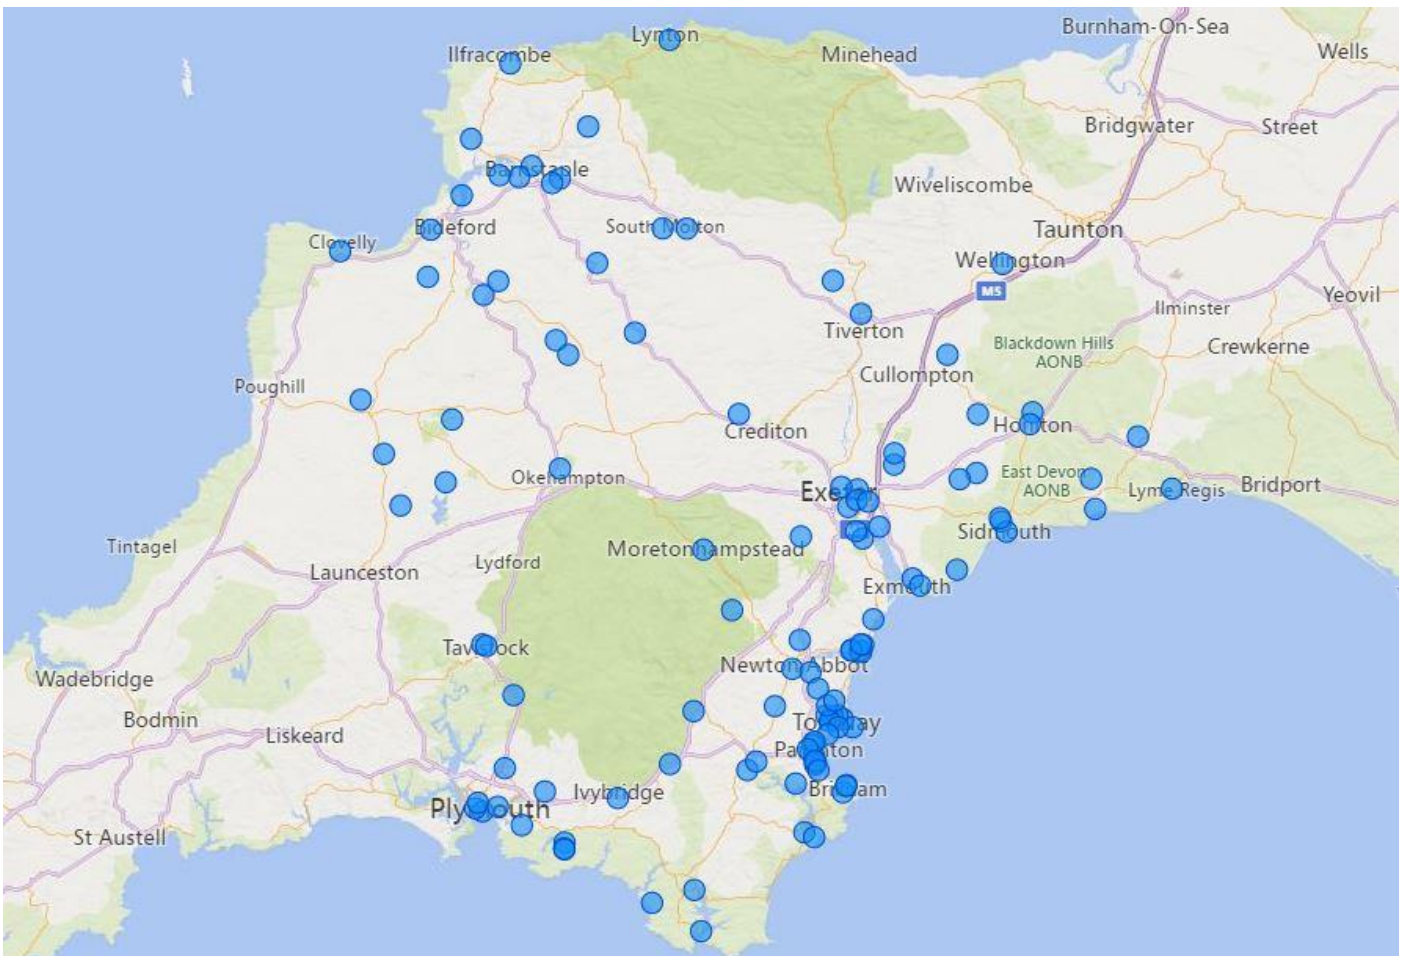 Burnham-On-Sea
Lynton
Ilfracombe
Minehead
Wells
Bridgwater
Street
Barnstaple
Wiveliscombe
South Molton
Bideford
Taunton
Clovelly
Wellington
M5
Yeovil
Ilminster
Tiverton
Blackdown Hills
AONB
Crewkerne
Cullompton
Poughill
Honiton
Crediton
East Devon
AONB
Okehampton
Bridport
Exeter
Lyme Regis
Sidmouth
Tintagel
Moretonhampstead
Lydford
Launceston
Exmouth
Tavistock
Newton Abbot
Wadebridge
Bodmin
Torquay
Liskeard
Paignton
Brixham
Ivybridge
Plymouth
St Austell